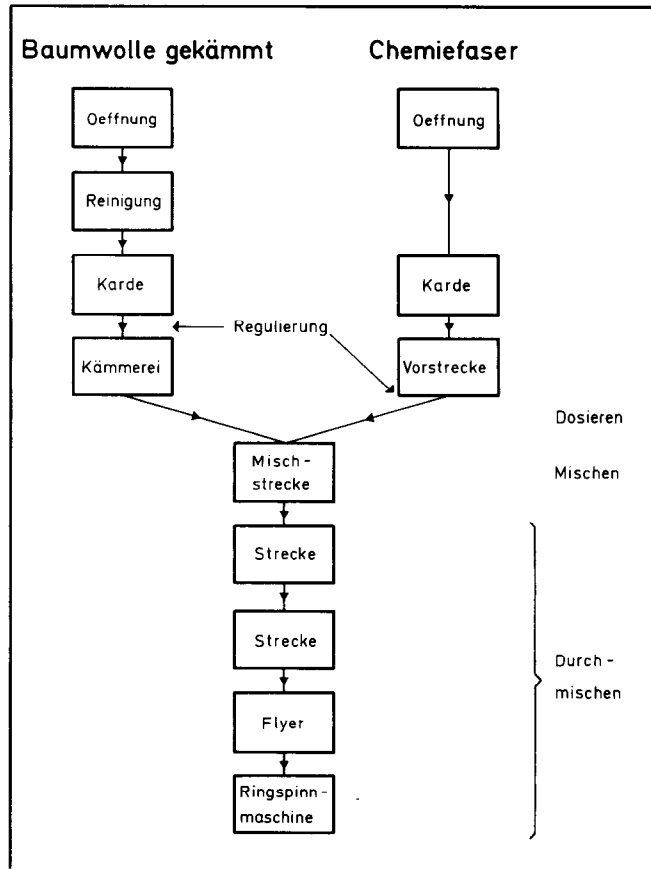 Baumwolle gekämmt
Chemiefaser
Oeffnung
Oeffnung
Reinigung
Karde
Karde
Regulierung
Kämmerei
Vorstrecke
Dosieren
Misch-
strecke
Mischen
Strecke
Strecke
Durch-
mischen
Flyer
Ringspinn-
maschine